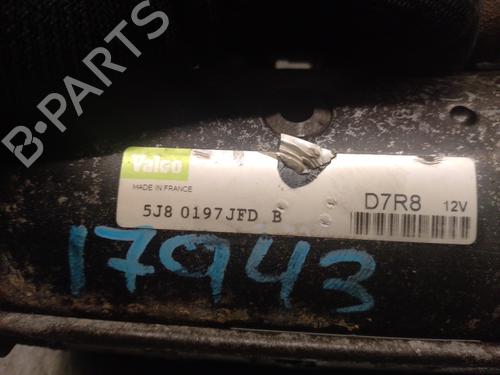 B-PARTS
Valeo
MADE IN FRANCE
5J8 0197JFD B
D7R8 12V
17943